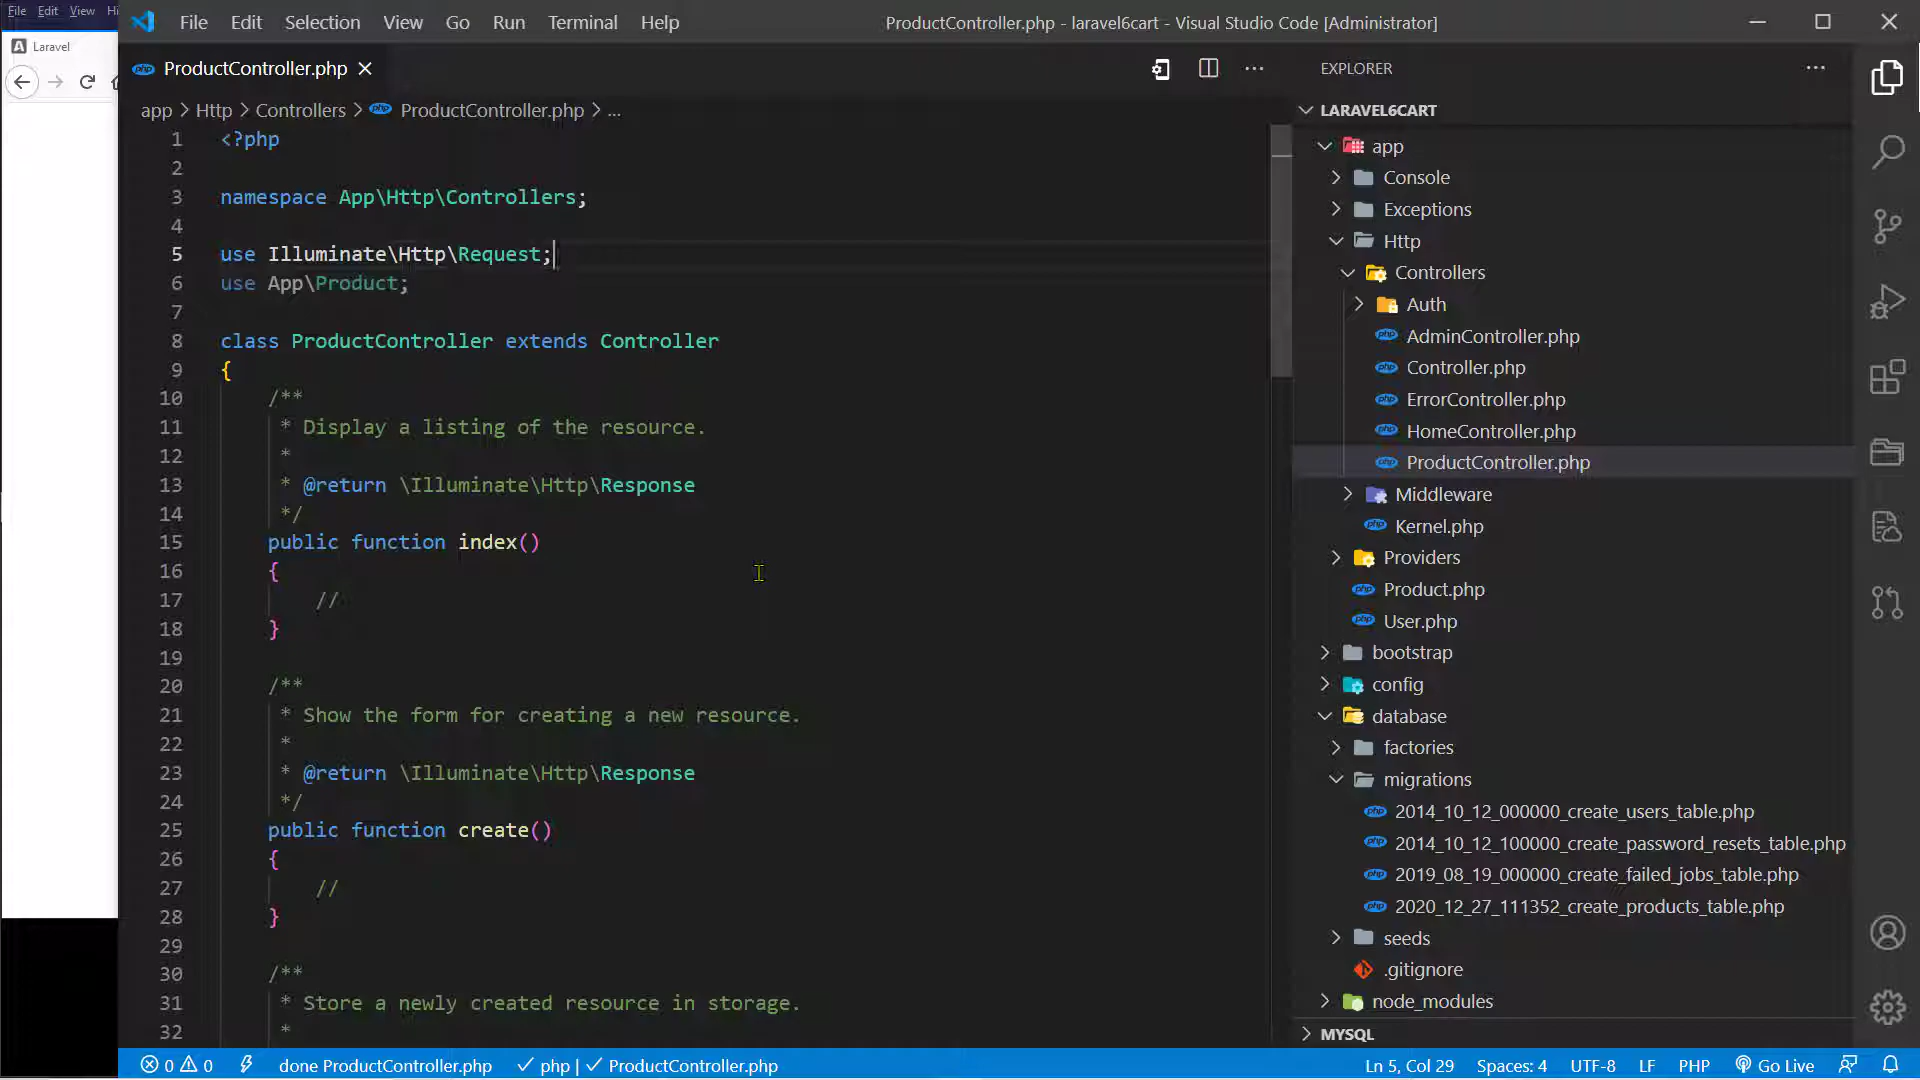 File Edit View Hi
Laravel
File Edit Selection View Go Run Terminal Help
ProductController.php - laravel6cart - Visual Studio Code [Administrator]
ProductController.php
app > Http > Controllers > ProductController.php > ...
1 <?php
2
3 namespace App\Http\Controllers;
4
5 use Illuminate\Http\Request;
6 use App\Product;
7
8 class ProductController extends Controller
9 {
10 /**
11 * Display a listing of the resource.
12 *
13 * @return \Illuminate\Http\Response
14 */
15 public function index()
16 {
17 //
18 }
19
20 /**
21 * Show the form for creating a new resource.
22 *
23 * @return \Illuminate\Http\Response
24 */
25 public function create()
26 {
27 //
28 }
29
30 /**
31 * Store a newly created resource in storage.
32 *
EXPLORER
LARAVEL6CART
app
Console
Exceptions
Http
Controllers
Auth
AdminController.php
Controller.php
ErrorController.php
HomeController.php
ProductController.php
Middleware
Kernel.php
Providers
Product.php
User.php
bootstrap
config
database
factories
migrations
2014_10_12_000000_create_users_table.php
2014_10_12_100000_create_password_resets_table.php
2019_08_19_000000_create_failed_jobs_table.php
2020_12_27_111352_create_products_table.php
seeds
.gitignore
node_modules
MYSQL
0 0 done ProductController.php php | ProductController.php
Ln 5, Col 29 Spaces: 4 UTF-8 LF PHP Go Live